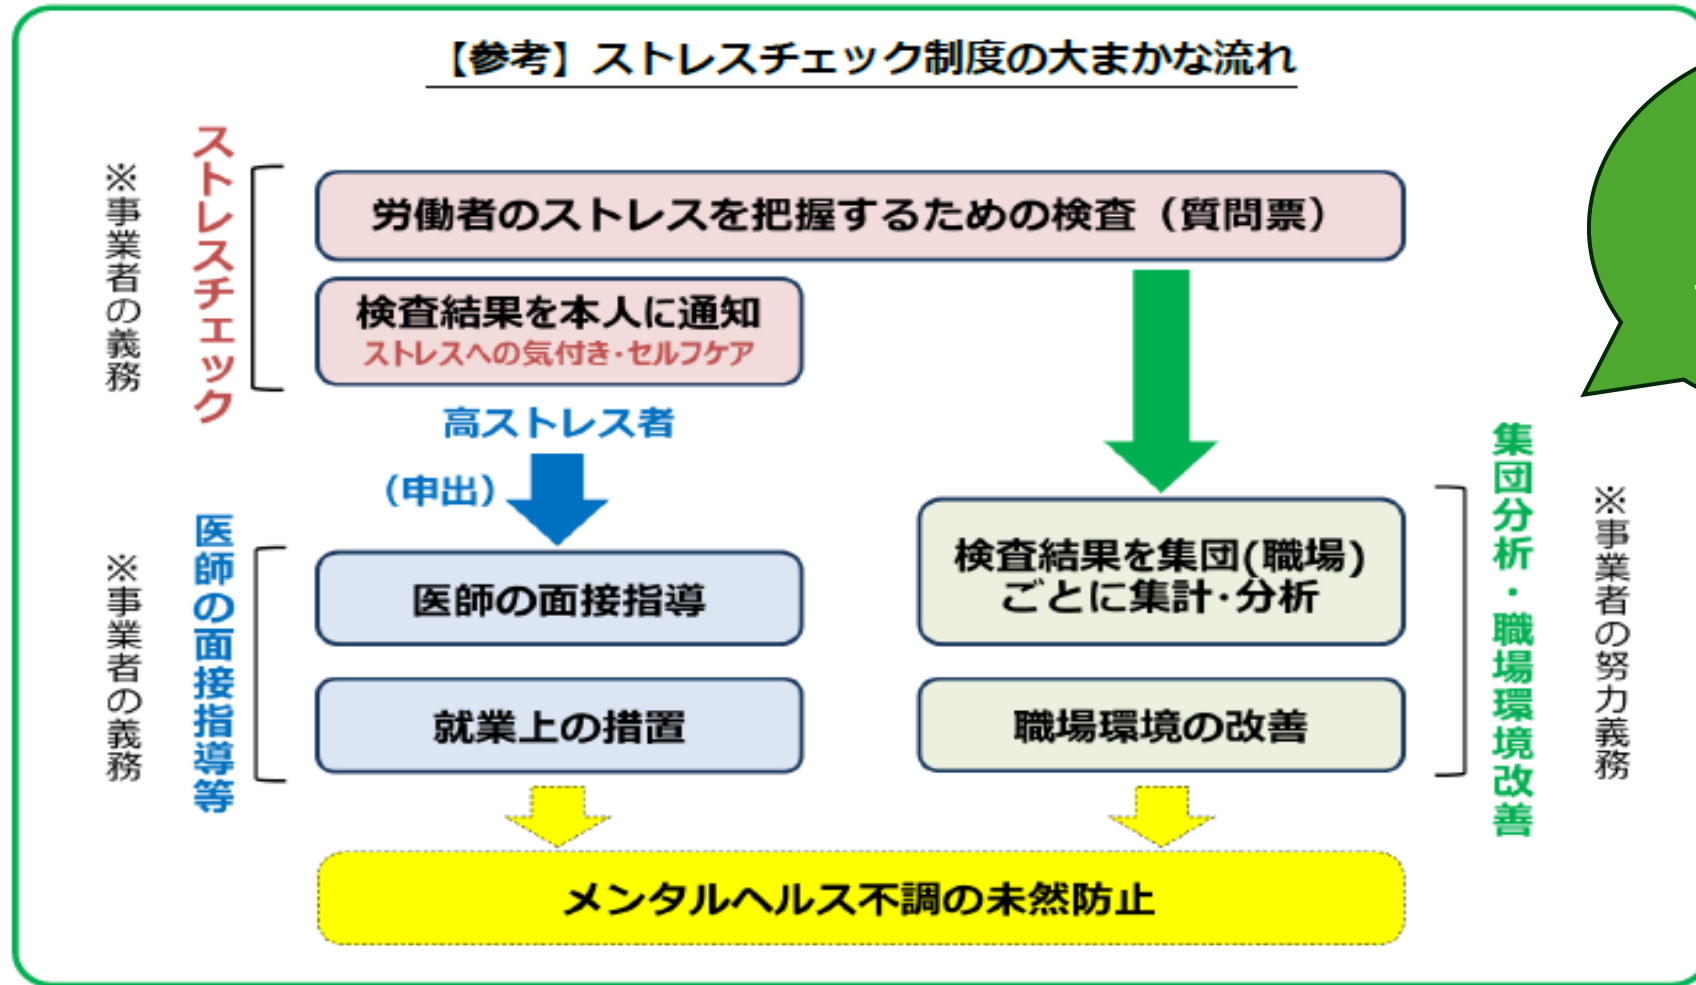 【参考】ストレスチェック制度の大まかな流れ
※事業者の義務
ストレスチェック
労働者のストレスを把握するための検査（質問票）
検査結果を本人に通知
ストレスへの気付き・セルフケア
高ストレス者
（申出）
※事業者の義務
医師の面接指導等
医師の面接指導
就業上の措置
検査結果を集団(職場)
ごとに集計・分析
職場環境の改善
集団分析・職場環境改善
※事業者の努力義務
メンタルヘルス不調の未然防止